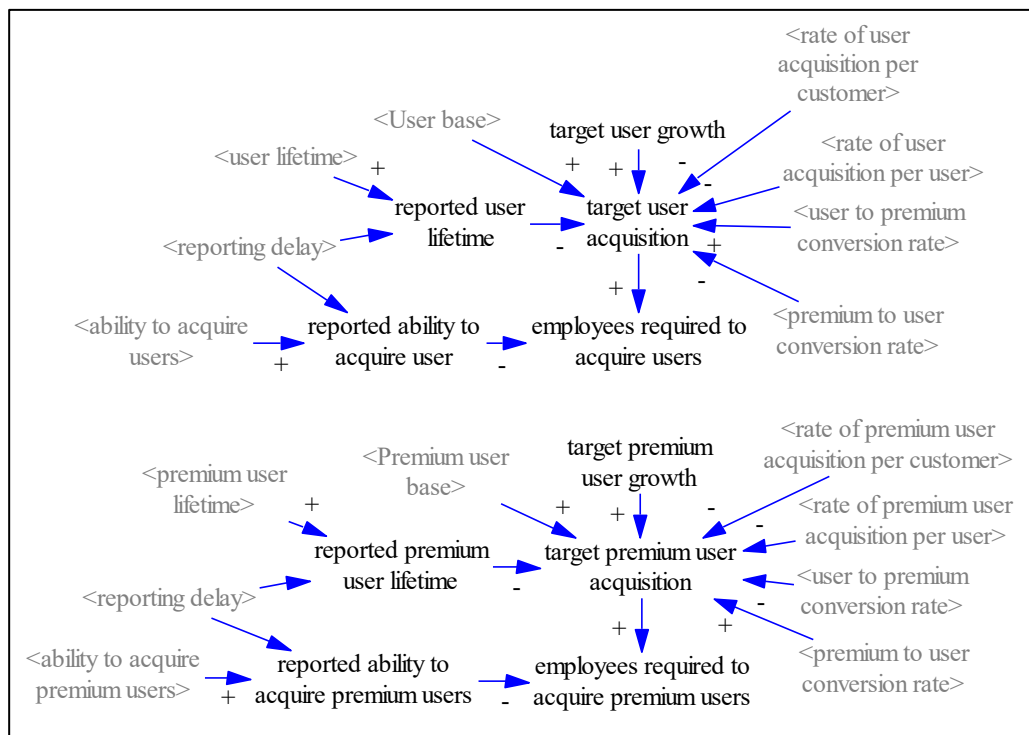 <rate of user
acquisition per
customer>
<User base>
target user growth
<user lifetime>
+
+
+
-
<rate of user
acquisition per user>
-
reported user
lifetime
target user
acquisition
<user to premium
conversion rate>
<reporting delay>
-
+
+
-
<ability to acquire
users>
+
reported ability to
acquire user
-
employees required to
acquire users
<premium to user
conversion rate>
target premium
user growth
<rate of premium user
acquisition per customer>
<premium user
lifetime>
<Premium user
base>
+
+
+
-
-
<rate of premium user
acquisition per user>
reported premium
user lifetime
target premium user
acquisition
-
<user to premium
conversion rate>
<reporting delay>
-
+
+
<ability to acquire
premium users>
+
reported ability to
acquire premium users
-
employees required to
acquire premium users
<premium to user
conversion rate>